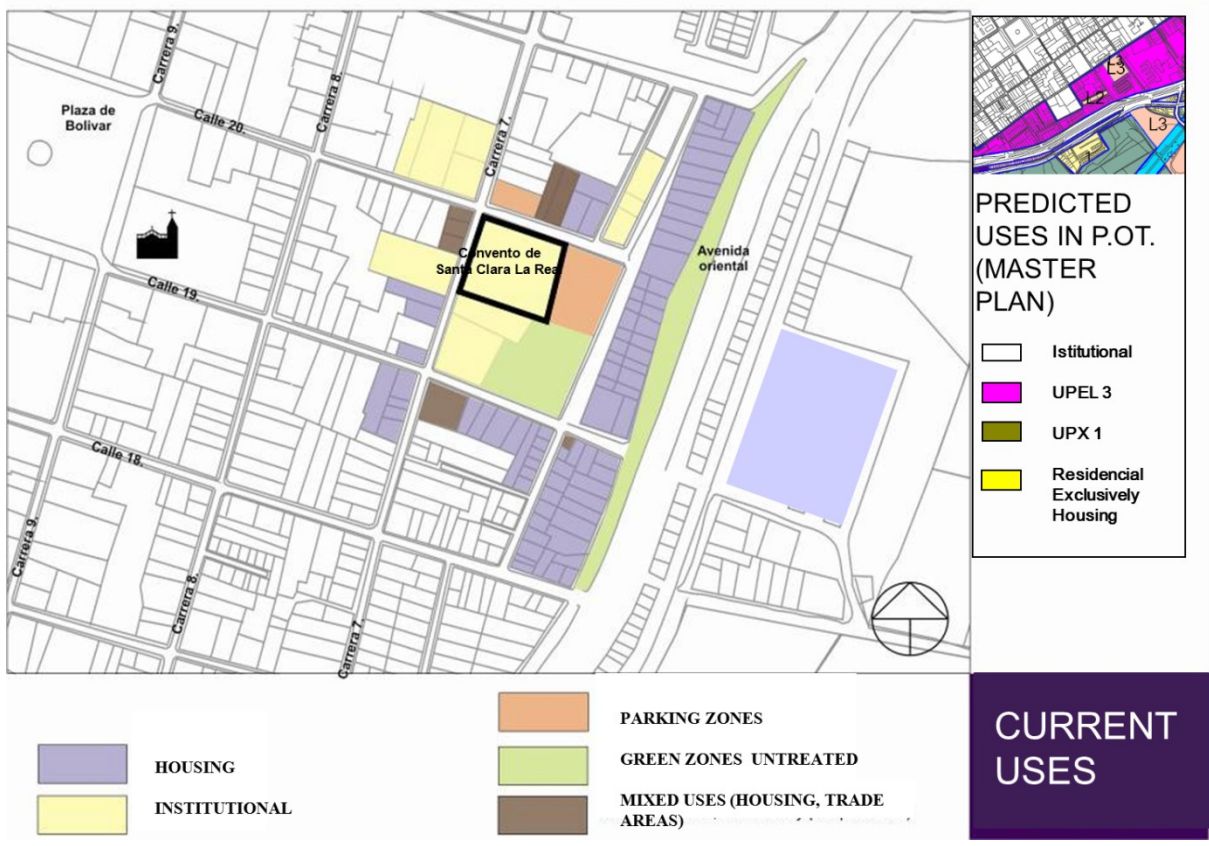 Carrera 9.
Carrera 8.
Plaza de
Bolivar
Calle 20.
Carrera 7.
Convento de
Santa Clara La Real
Avenida
oriental
Calle 19.
Calle 18.
Carrera 9.
Carrera 8.
Carrera 7.
L3
L2
L3
PREDICTED
USES IN P.OT.
(MASTER
PLAN)
Istitutional
UPEL 3
UPX 1
Residencial
Exclusively
Housing
HOUSING
INSTITUTIONAL
PARKING ZONES
GREEN ZONES UNTREATED
MIXED USES (HOUSING, TRADE
AREAS)
CURRENT
USES